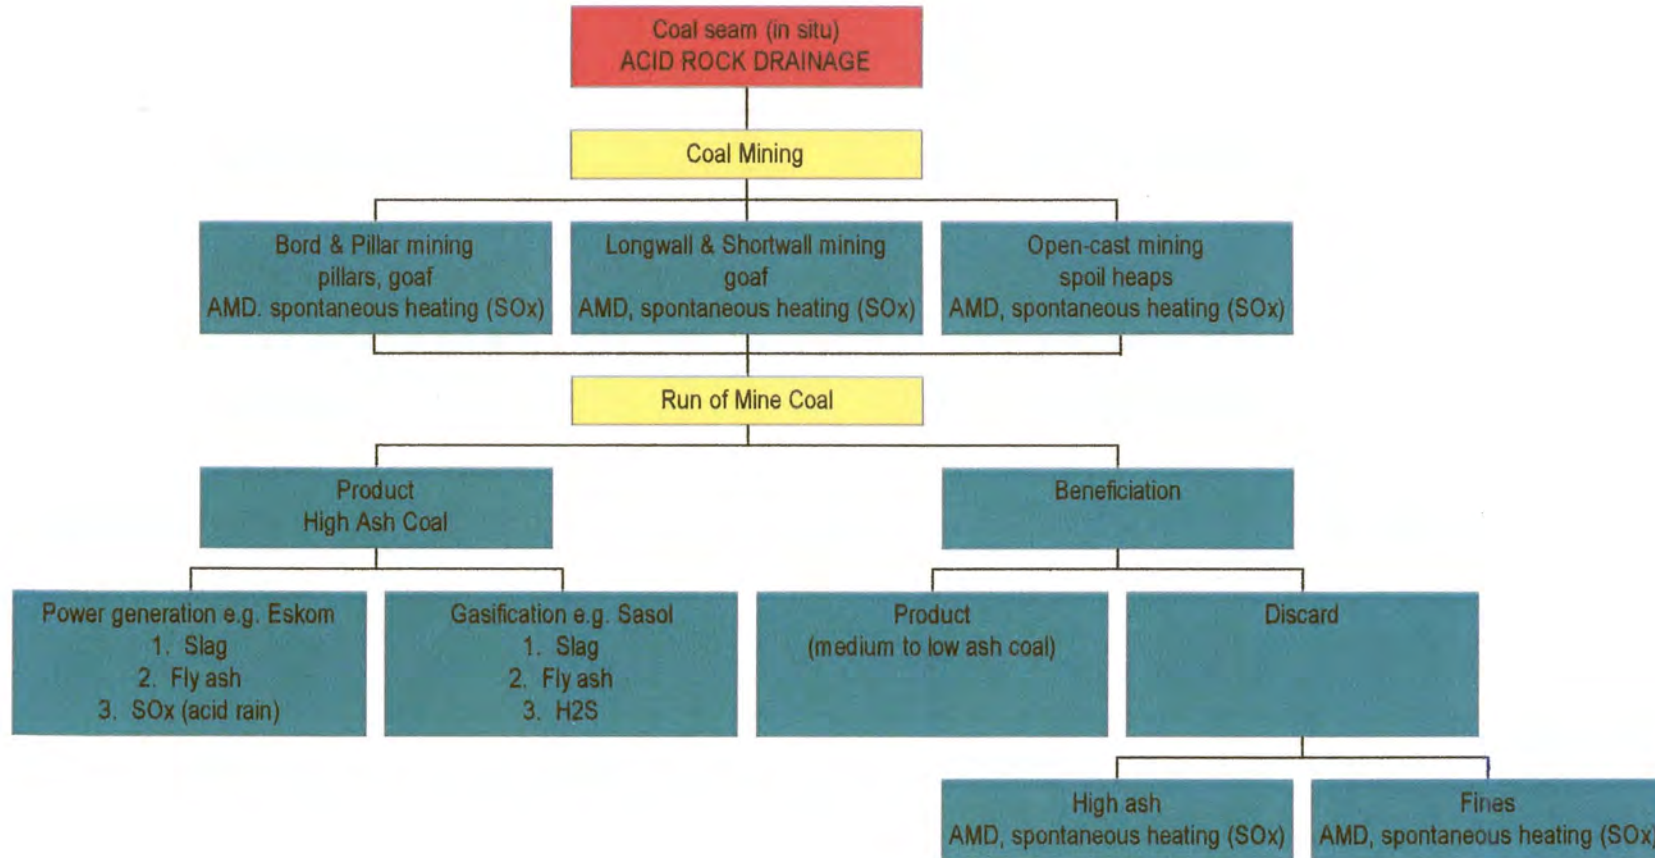 Coal seam (in situ)
ACID ROCK DRAINAGE
Coal Mining
Bord & Pillar mining
pillars, goaf
AMD. spontaneous heating (SOx)
Longwall & Shortwall mining
goaf
AMD, spontaneous heating (SOx)
Open-cast mining
spoil heaps
AMD, spontaneous heating (SOx)
Run of Mine Coal
Product
High Ash Coal
Beneficiation
Power generation e.g. Eskom
1. Slag
2. Fly ash
3. SOx (acid rain)
Gasification e.g. Sasol
1. Slag
2. Fly ash
3. H2S
Product
(medium to low ash coal)
Discard
High ash
AMD, spontaneous heating (SOx)
Fines
AMD, spontaneous heating (SOx)